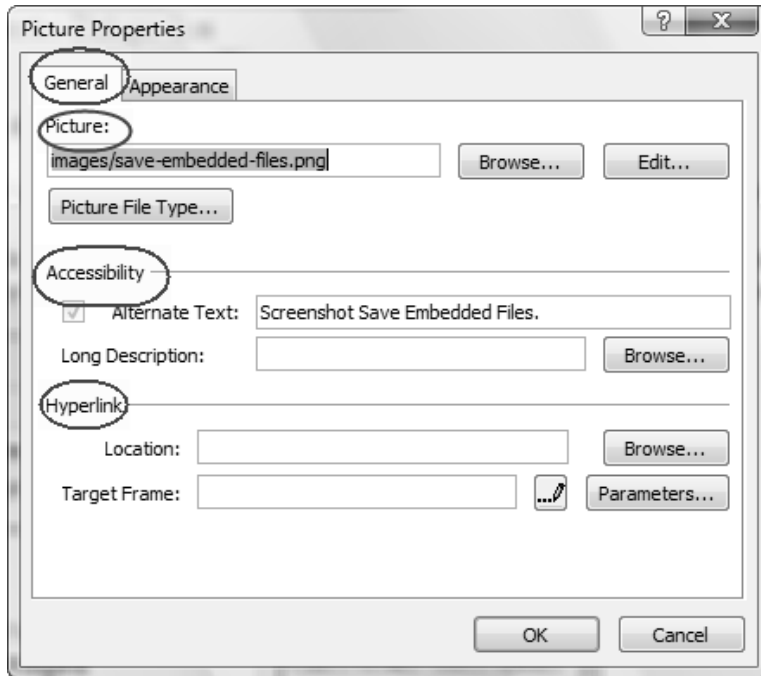 Picture Properties
General Appearance
Picture:
images/save-embedded-files.png Browse... Edit...
Picture File Type...
Accessibility
Alternate Text: Screenshot Save Embedded Files.
Long Description: Browse...
Hyperlink
Location: Browse...
Target Frame: ... Parameters...
OK Cancel